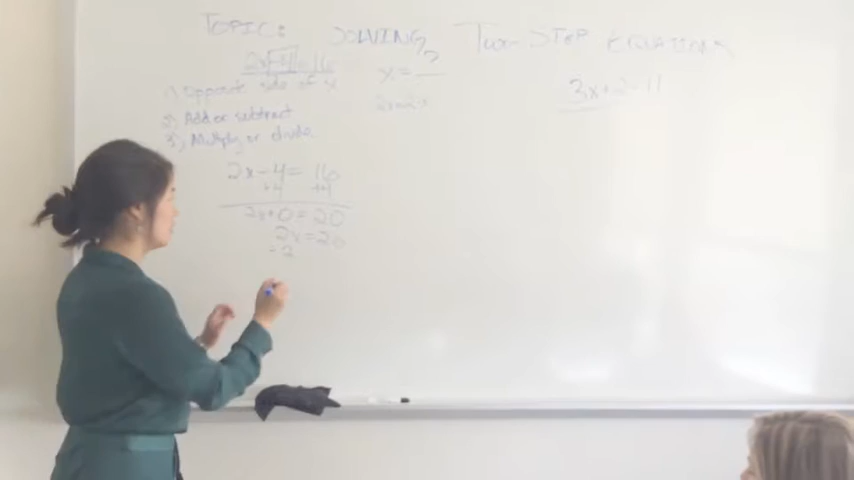 TOPIC: SOLVING TWO-STEP EQUATIONS
2x-4=16
x = ?
1) Opposite side of x
2) Add or subtract
3) Multiply or divide
3x+2=11
2x-4=16
+4 +4
2x+0=20
2x=20
÷2